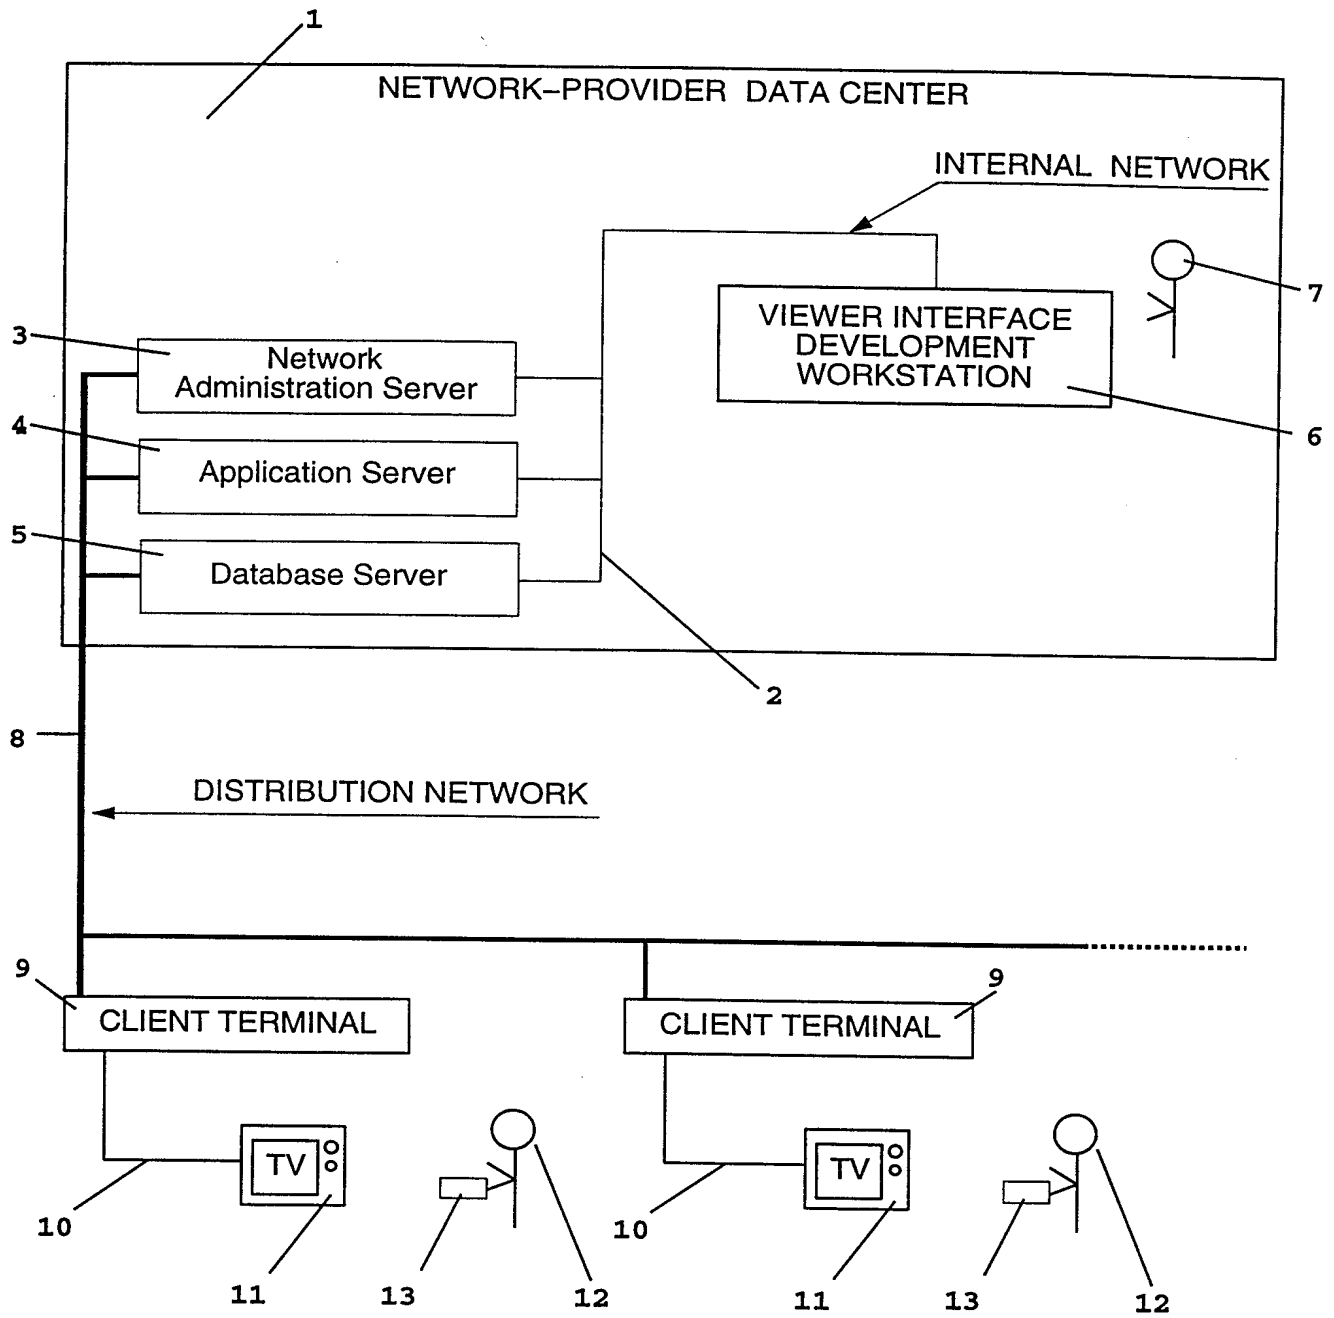 1
NETWORK-PROVIDER DATA CENTER
INTERNAL NETWORK
7
VIEWER INTERFACE
DEVELOPMENT
WORKSTATION
6
3
Network
Administration Server
4
Application Server
5
Database Server
2
8
DISTRIBUTION NETWORK
9
CLIENT TERMINAL
9
CLIENT TERMINAL
TV
TV
10
11
13
12
10
11
13
12